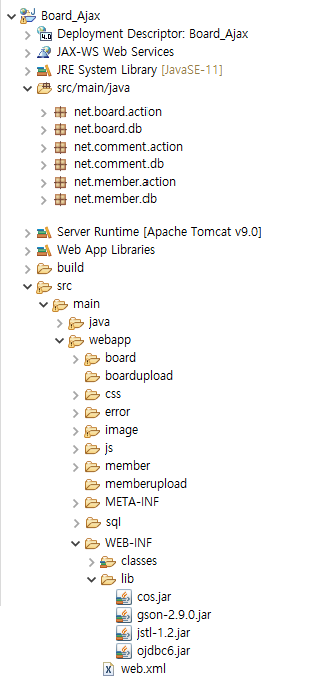 Board_Ajax
Deployment Descriptor: Board_Ajax
JAX-WS Web Services
JRE System Library [JavaSE-11]
src/main/java
net.board.action
net.board.db
net.comment.action
net.comment.db
net.member.action
net.member.db
Server Runtime [Apache Tomcat v9.0]
Web App Libraries
build
src
main
java
webapp
board
boardupload
css
error
image
js
member
memberupload
META-INF
sql
WEB-INF
classes
lib
cos.jar
gson-2.9.0.jar
jstl-1.2.jar
ojdbc6.jar
web.xml